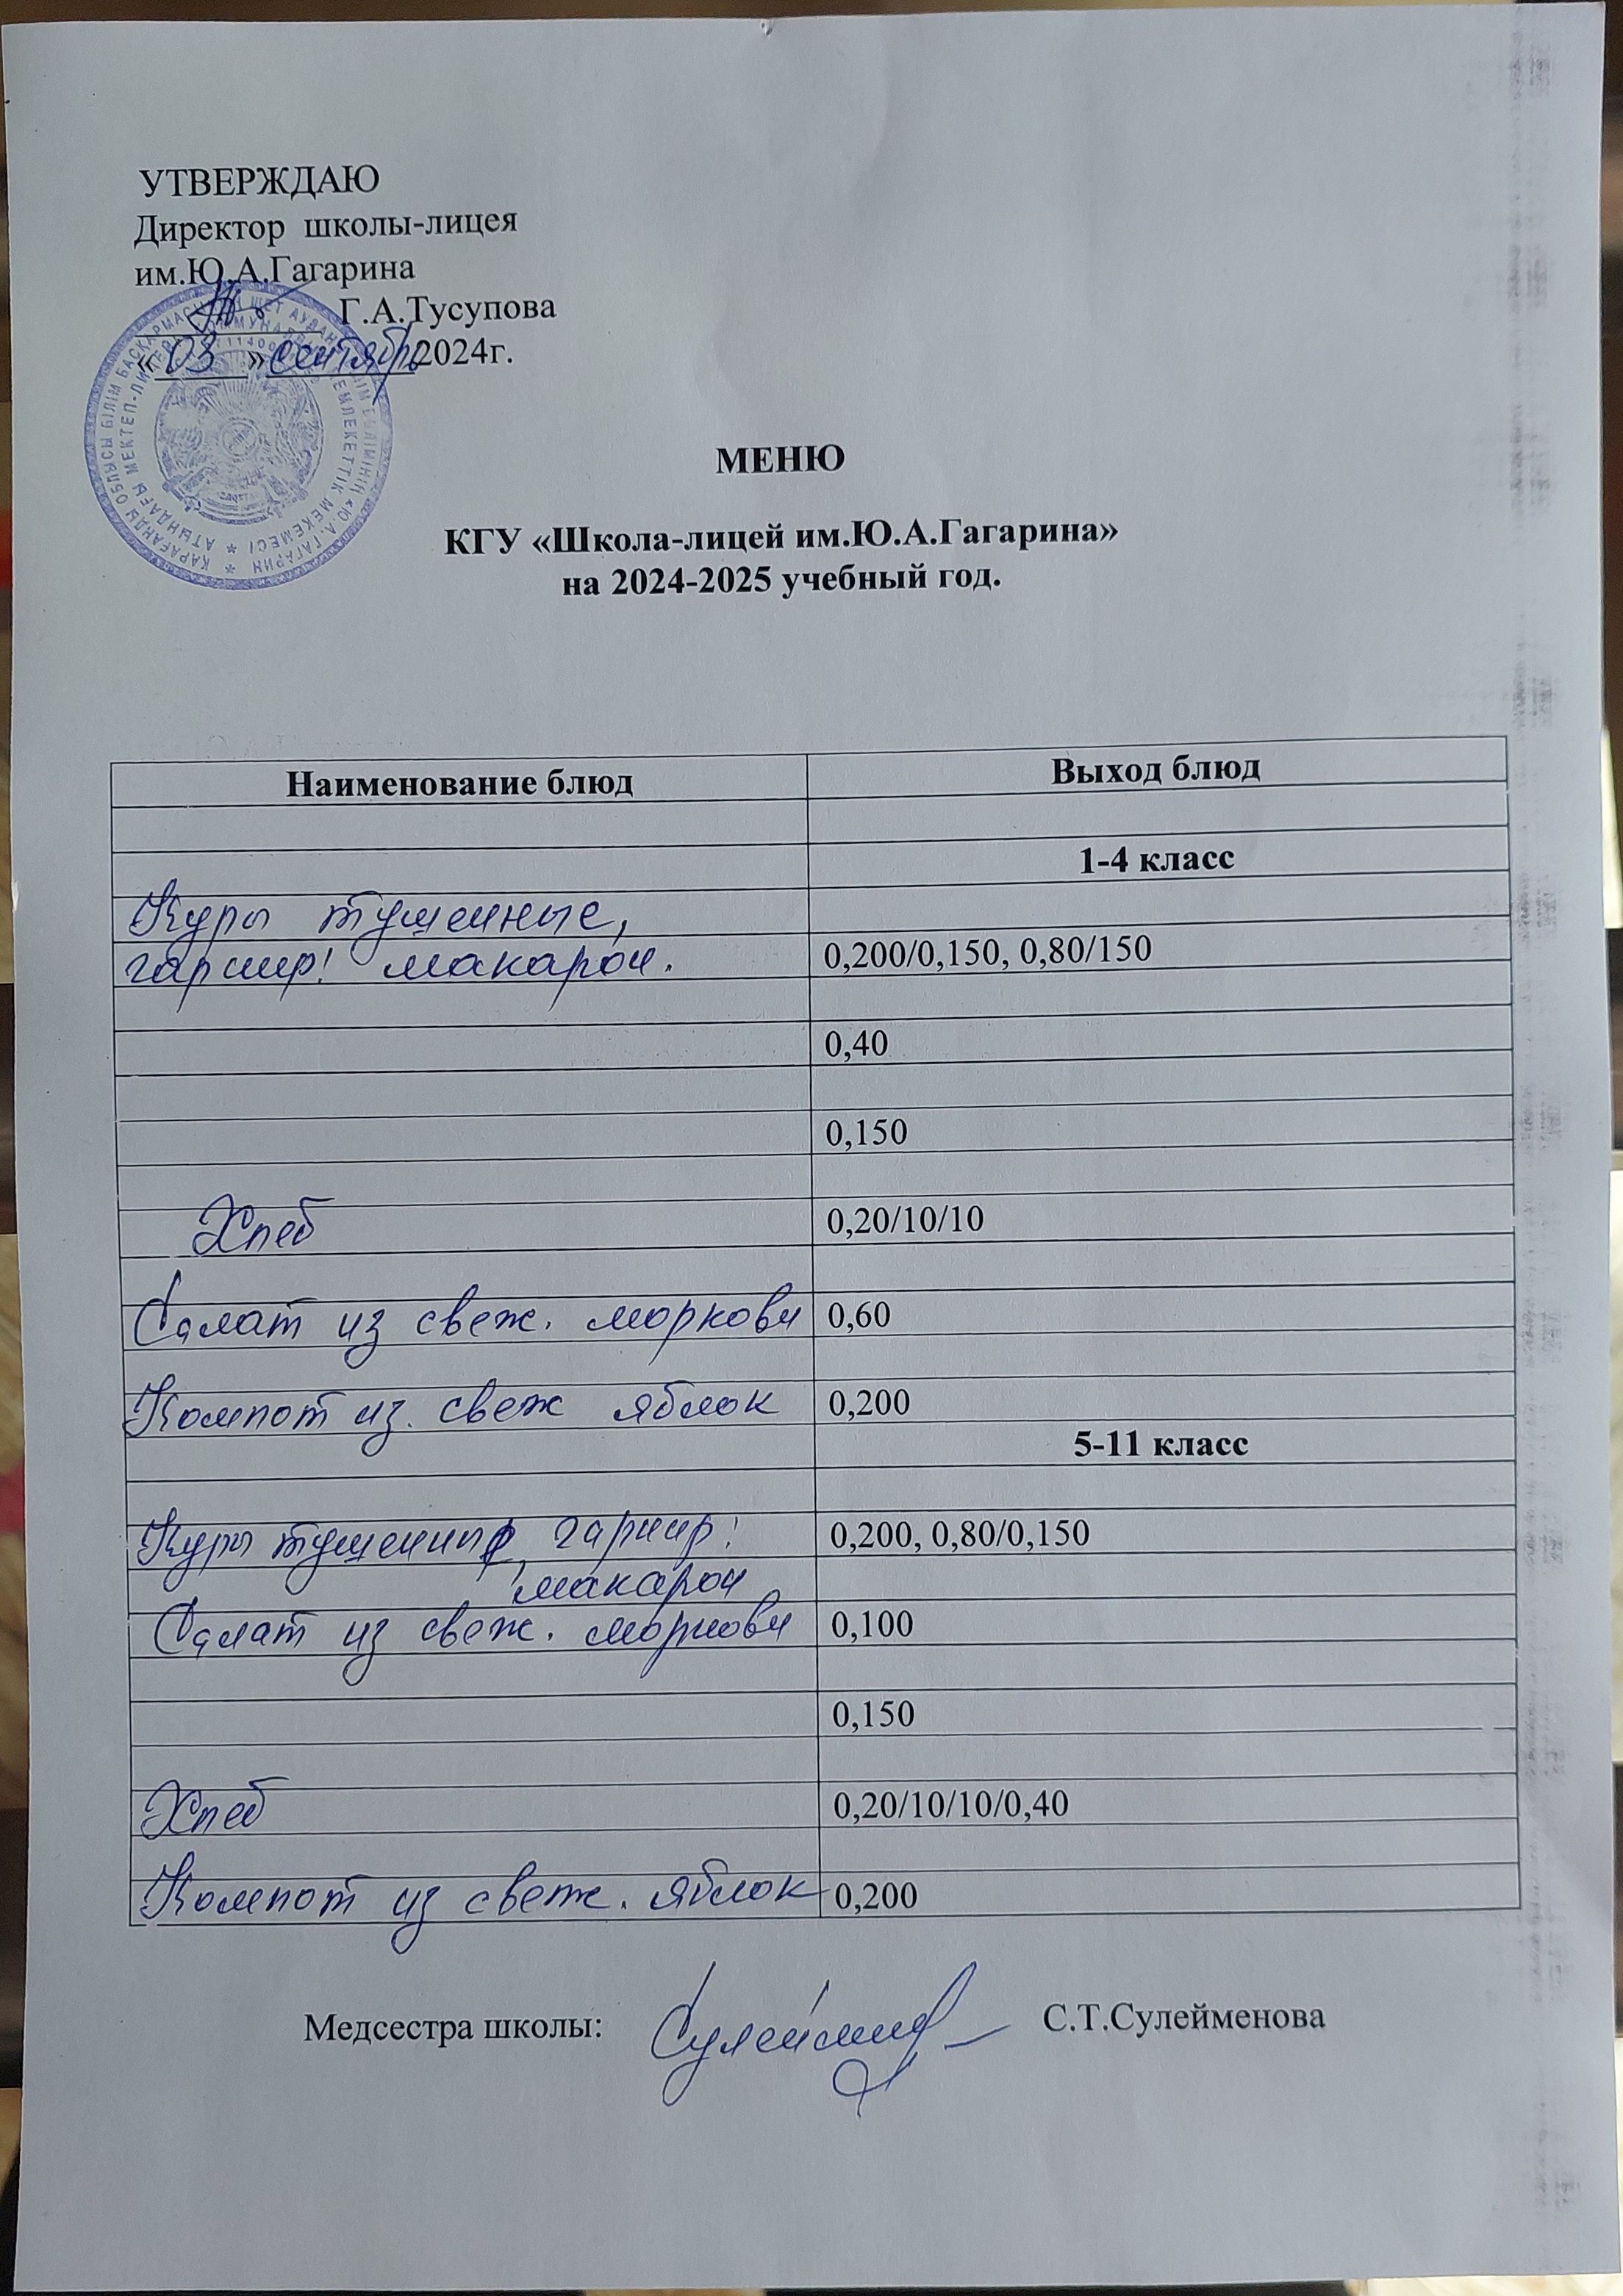 УТВЕРЖДАЮ
Директор школы-лицея
им.Ю.А.Гагарина
Г.А.Тусупова
«03» сентябрь 2024г.
МЕНЮ
КГУ «Школа-лицей им.Ю.А.Гагарина»
на 2024-2025 учебный год.
Наименование блюд Выход блюд
1-4 класс
Куры тушенные,
гарнир: макарон. 0,200/0,150, 0,80/150
0,40
0,150
Хлеб 0,20/10/10
Салат из свеж. моркови 0,60
Компот из. свеж яблок 0,200
5-11 класс
Куры тушенные, гарнир: 0,200, 0,80/0,150
макарон
Салат из свеж. моркови 0,100
0,150
Хлеб 0,20/10/10/0,40
Компот из свеж. яблок 0,200
Медсестра школы: С.Т.Сулейменова